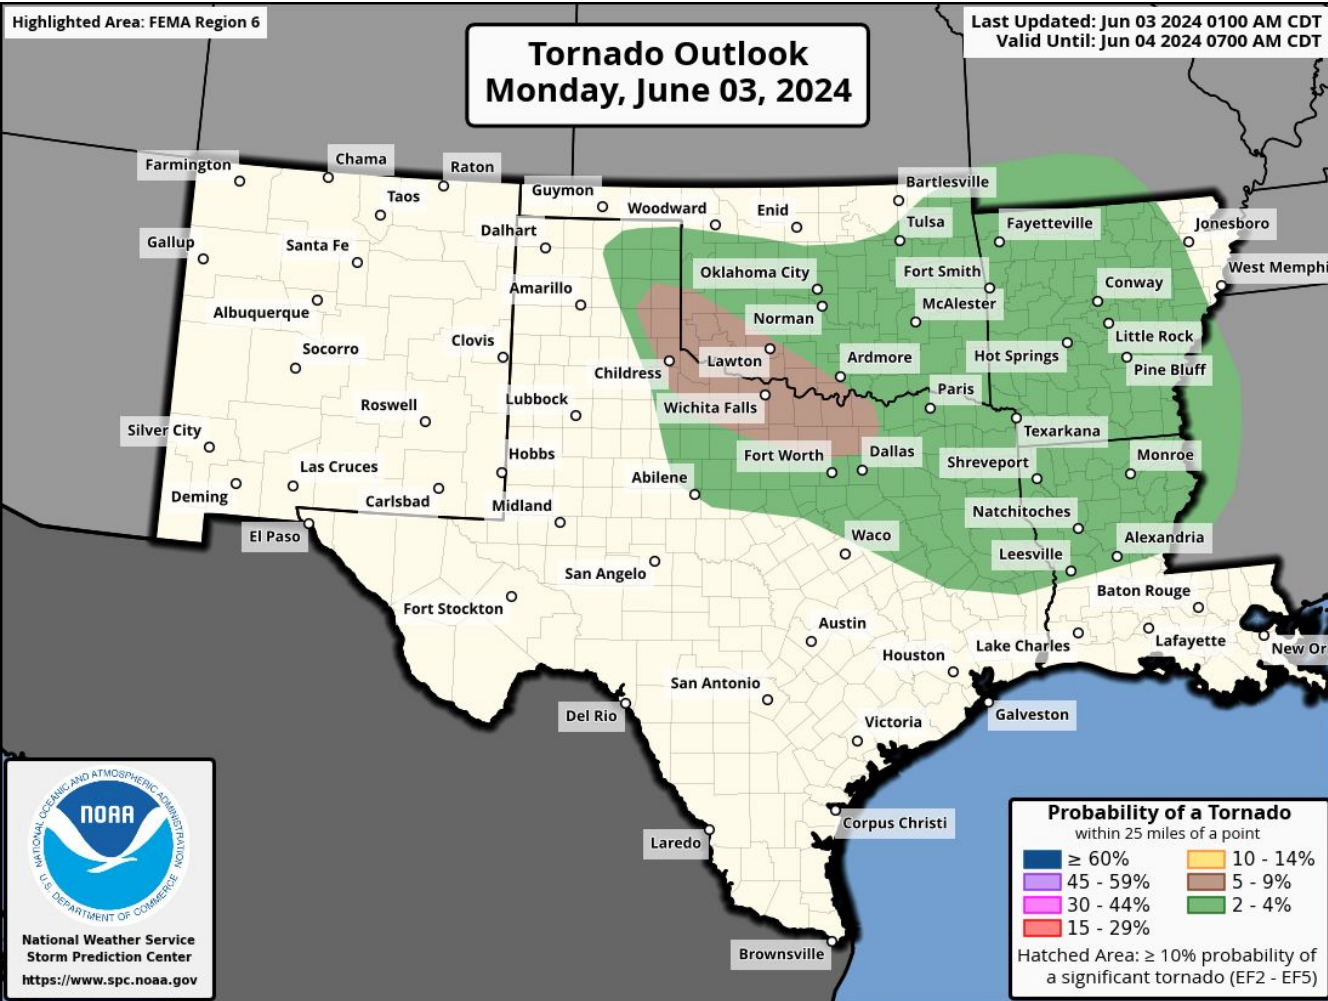 Highlighted Area: FEMA Region 6
Last Updated: Jun 03 2024 0100 AM CDT
Valid Until: Jun 04 2024 0700 AM CDT
Tornado Outlook
Monday, June 03, 2024
Farmington
Chama
Raton
Taos
Guymon
Woodward
Enid
Bartlesville
Tulsa
Fayetteville
Jonesboro
Gallup
Santa Fe
Dalhart
Oklahoma City
Fort Smith
West Memphi
Conway
Amarillo
McAlester
Albuquerque
Norman
Little Rock
Socorro
Clovis
Lawton
Ardmore
Hot Springs
Pine Bluff
Childress
Paris
Roswell
Lubbock
Wichita Falls
Texarkana
Silver City
Hobbs
Fort Worth
Dallas
Shreveport
Monroe
Las Cruces
Abilene
Deming
Carlsbad
Midland
Natchitoches
El Paso
Waco
Alexandria
Leesville
San Angelo
Baton Rouge
Fort Stockton
Austin
Lake Charles
Lafayette
New Or
Houston
San Antonio
Del Rio
Galveston
Victoria
Corpus Christi
Laredo
Brownsville
NATIONAL OCEANIC AND ATMOSPHERIC ADMINISTRATION
NOAA
U.S. DEPARTMENT OF COMMERCE
National Weather Service
Storm Prediction Center
https://www.spc.noaa.gov
Probability of a Tornado
within 25 miles of a point
≥ 60% 10 - 14%
45 - 59% 5 - 9%
30 - 44% 2 - 4%
15 - 29%
Hatched Area: ≥ 10% probability of
a significant tornado (EF2 - EF5)